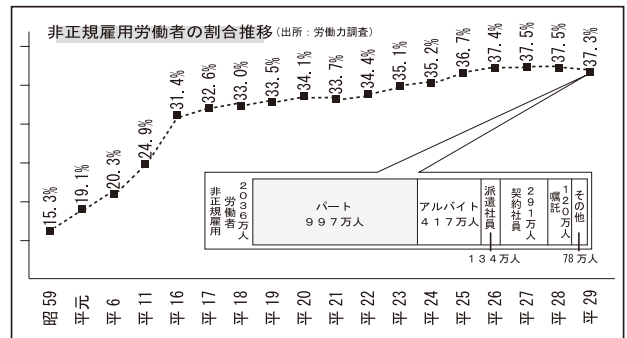 非正規雇用労働者の割合推移(出所：労働力調査)
15.3%
19.1%
20.3%
24.9%
31.4%
32.6%
33.0%
33.5%
34.1%
33.7%
34.4%
35.1%
35.2%
36.7%
37.4%
37.5%
37.5%
37.3%
非正規雇用
労働者
2036万人
パート
997万人
アルバイト
417万人
派遣社員
134万人
契約社員
291万人
嘱託
120万人
その他
78万人
昭59
平元
平6
平11
平16
平17
平18
平19
平20
平21
平22
平23
平24
平25
平26
平27
平28
平29